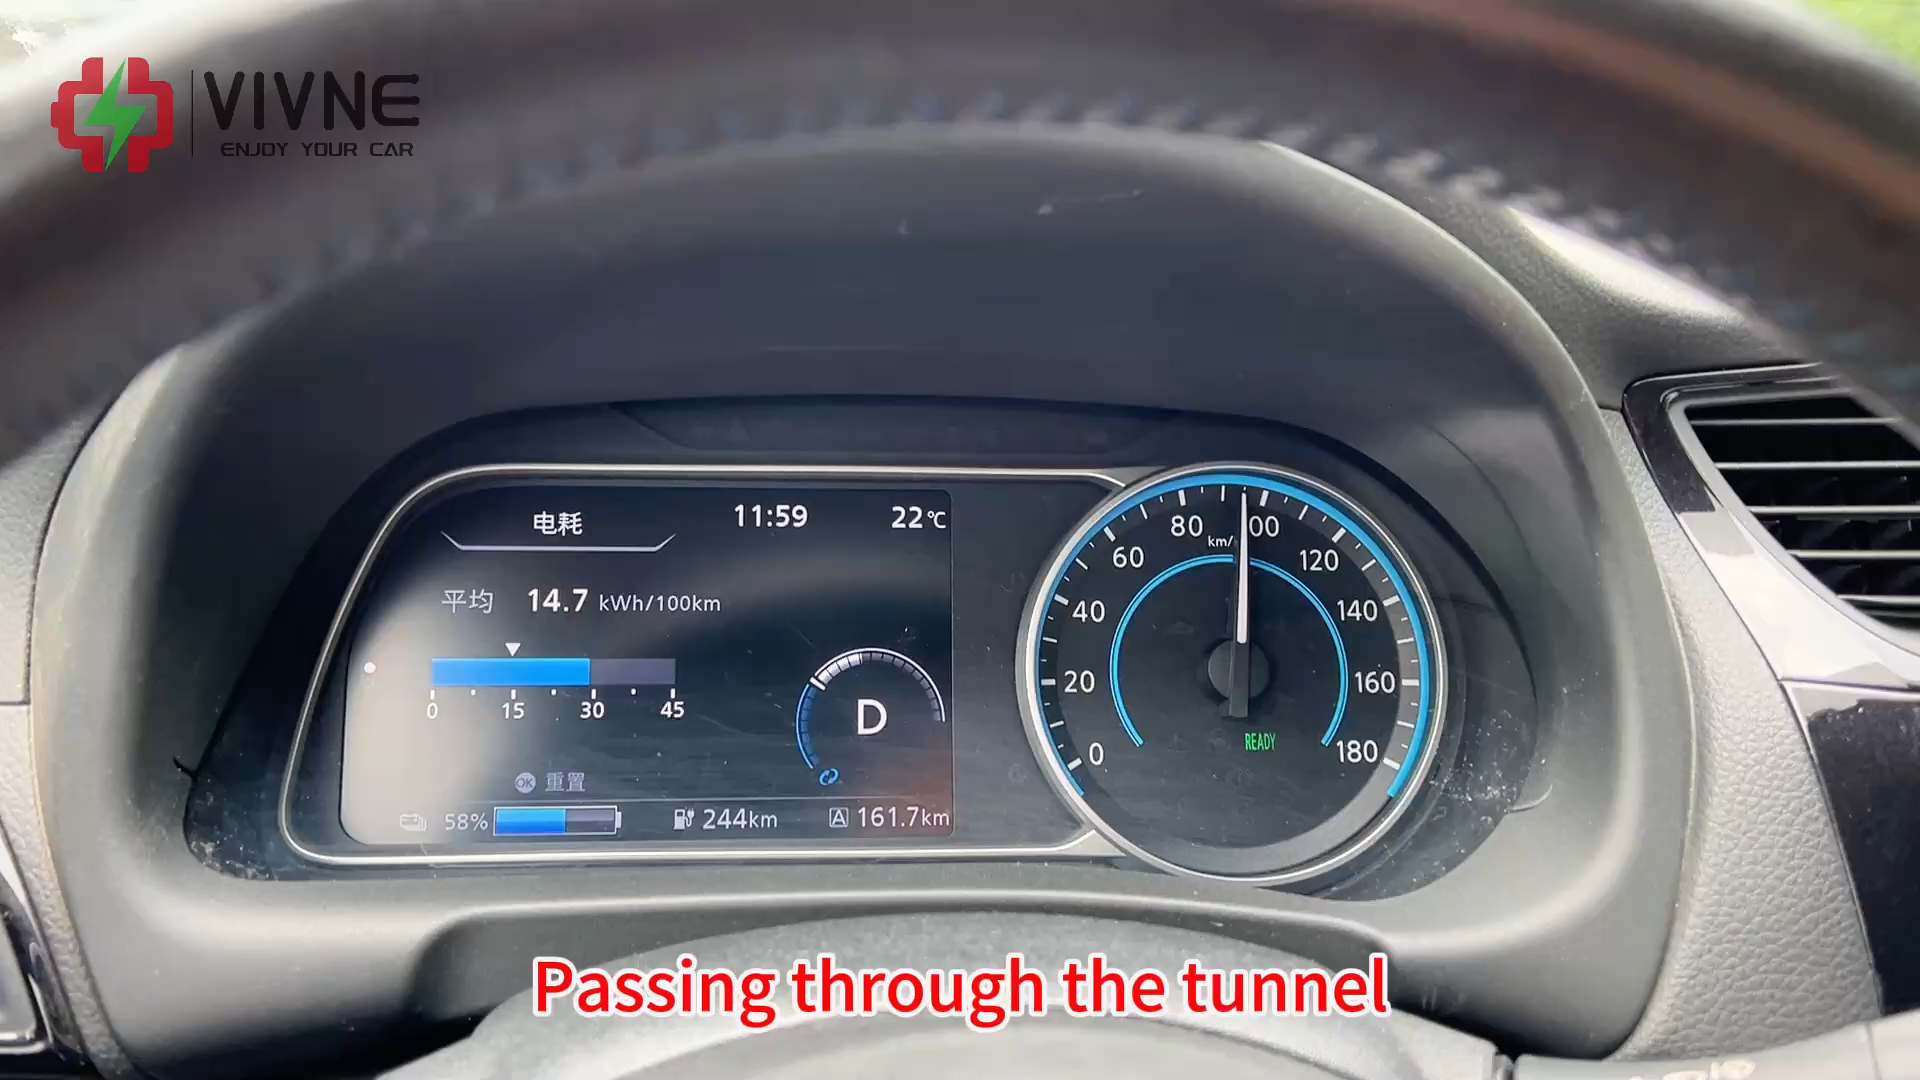 VIVNE
ENJOY YOUR CAR
电耗
11:59
22℃
平均 14.7 kWh/100km
0 15 30 45
D
OK 重置
58%
244km
A 161.7km
0
20
40
60
80
km/
00
120
140
160
180
READY
Passing through the tunnel